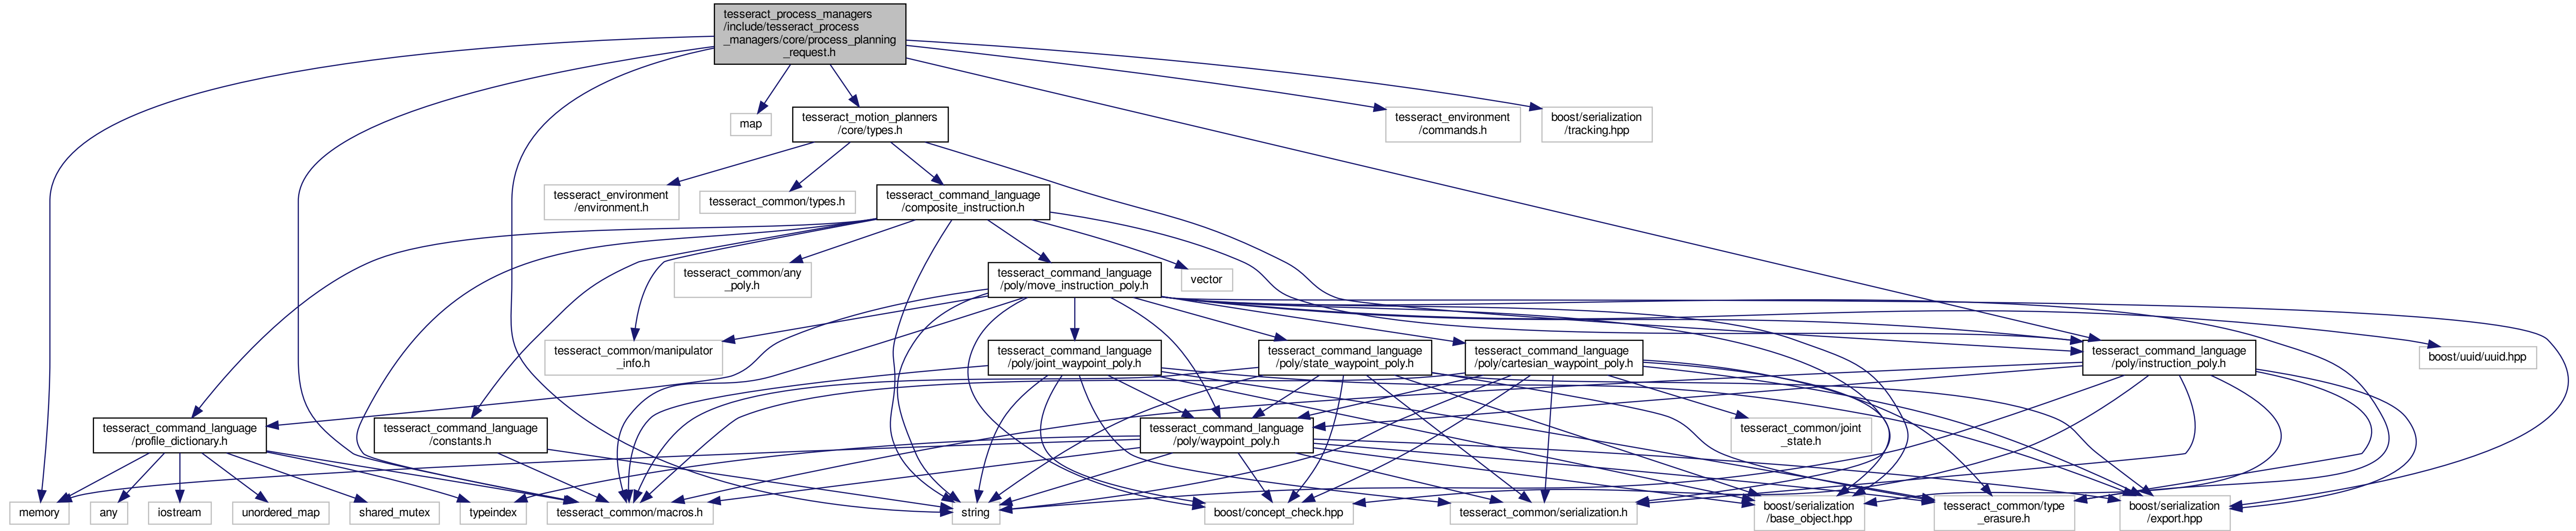 tesseract_process_managers
/include/tesseract_process
_managers/core/process_planning
_request.h
map
tesseract_motion_planners
/core/types.h
tesseract_environment
/commands.h
boost/serialization
/tracking.hpp
tesseract_environment
/environment.h
tesseract_common/types.h
tesseract_command_language
/composite_instruction.h
tesseract_common/any
_poly.h
tesseract_command_language
/poly/move_instruction_poly.h
vector
tesseract_common/manipulator
_info.h
tesseract_command_language
/poly/joint_waypoint_poly.h
tesseract_command_language
/poly/state_waypoint_poly.h
tesseract_command_language
/poly/cartesian_waypoint_poly.h
tesseract_command_language
/poly/instruction_poly.h
boost/uuid/uuid.hpp
tesseract_command_language
/profile_dictionary.h
tesseract_command_language
/constants.h
tesseract_command_language
/poly/waypoint_poly.h
tesseract_common/joint
_state.h
memory
any
iostream
unordered_map
shared_mutex
typeindex
tesseract_common/macros.h
string
boost/concept_check.hpp
tesseract_common/serialization.h
boost/serialization
/base_object.hpp
tesseract_common/type
_erasure.h
boost/serialization
/export.hpp